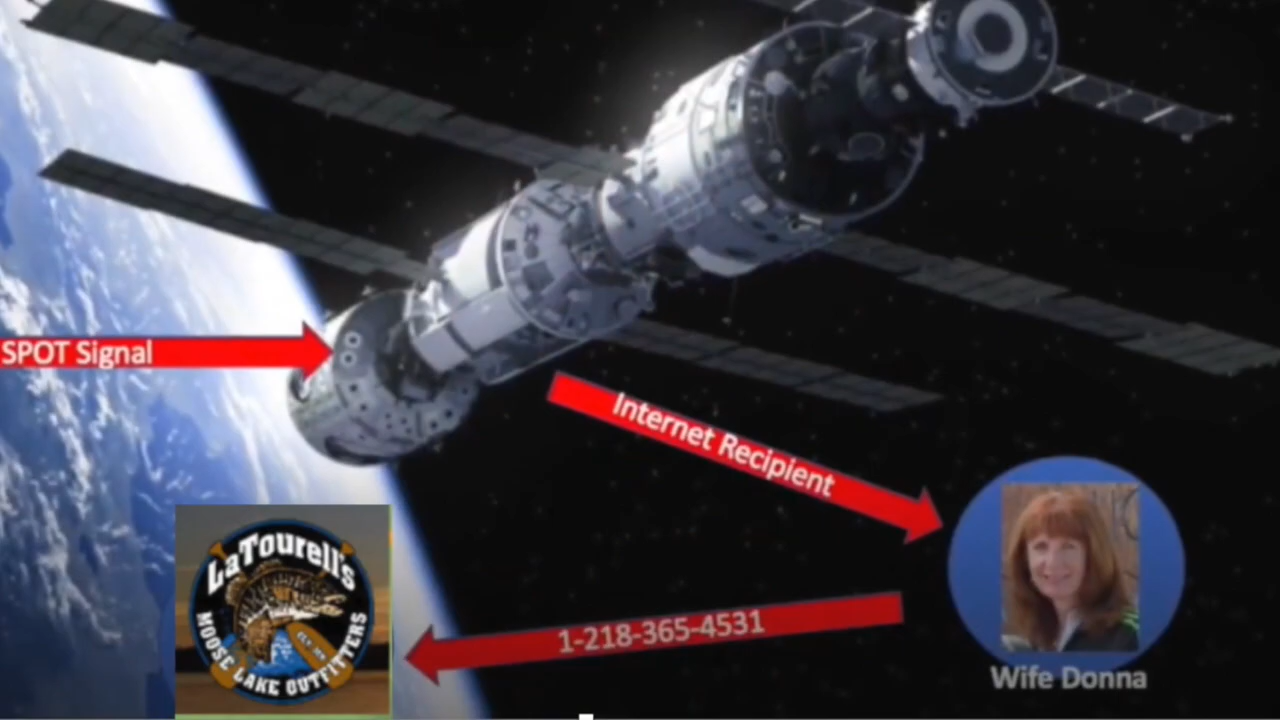 SPOT Signal
Internet Recipient
LaTourell's
MOOSE LAKE OUTFITTERS
1-218-365-4531
Wife Donna